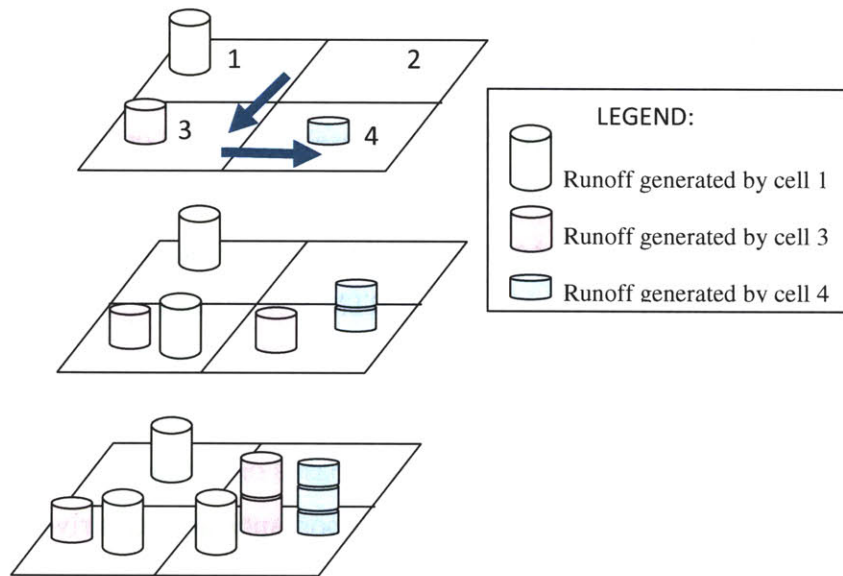 1
2
3
4
LEGEND:
Runoff generated by cell 1
Runoff generated by cell 3
Runoff generated by cell 4